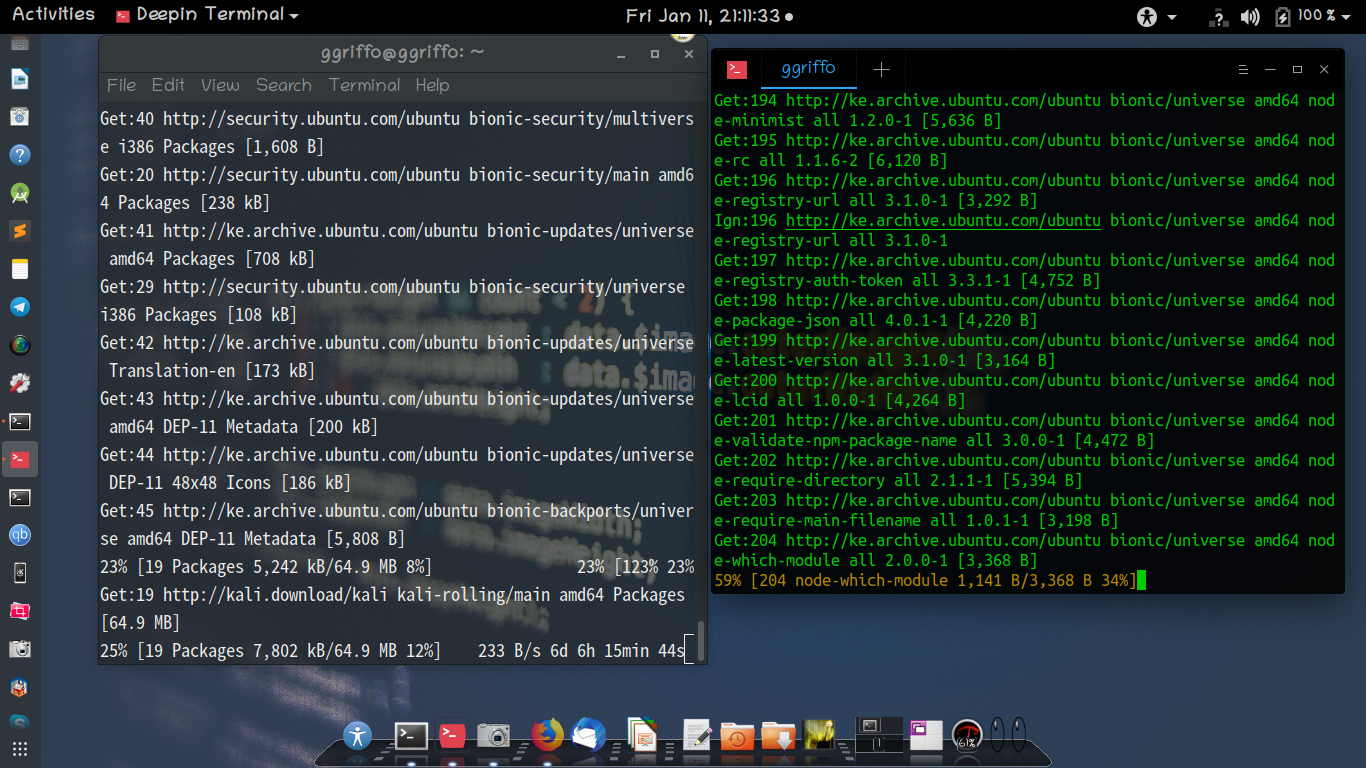 Activities
Deepin Terminal
Fri Jan 11, 21:11:33
100 %
ggriffo@ggriffo: ~
File Edit View Search Terminal Help
Get:40 http://security.ubuntu.com/ubuntu bionic-security/multivers
e i386 Packages [1,608 B]
Get:20 http://security.ubuntu.com/ubuntu bionic-security/main amd6
4 Packages [238 kB]
Get:41 http://ke.archive.ubuntu.com/ubuntu bionic-updates/universe
amd64 Packages [708 kB]
Get:29 http://security.ubuntu.com/ubuntu bionic-security/universe
i386 Packages [108 kB]
Get:42 http://ke.archive.ubuntu.com/ubuntu bionic-updates/universe
Translation-en [173 kB]
Get:43 http://ke.archive.ubuntu.com/ubuntu bionic-updates/universe
amd64 DEP-11 Metadata [200 kB]
Get:44 http://ke.archive.ubuntu.com/ubuntu bionic-updates/universe
DEP-11 48x48 Icons [186 kB]
Get:45 http://ke.archive.ubuntu.com/ubuntu bionic-backports/univer
se amd64 DEP-11 Metadata [5,808 B]
23% [19 Packages 5,242 kB/64.9 MB 8%] 23% [123% 23%
Get:19 http://kali.download/kali kali-rolling/main amd64 Packages
[64.9 MB]
25% [19 Packages 7,802 kB/64.9 MB 12%] 233 B/s 6d 6h 15min 44s
ggriffo
Get:194 http://ke.archive.ubuntu.com/ubuntu bionic/universe amd64 nod
e-minimist all 1.2.0-1 [5,636 B]
Get:195 http://ke.archive.ubuntu.com/ubuntu bionic/universe amd64 nod
e-rc all 1.1.6-2 [6,120 B]
Get:196 http://ke.archive.ubuntu.com/ubuntu bionic/universe amd64 nod
e-registry-url all 3.1.0-1 [3,292 B]
Ign:196 http://ke.archive.ubuntu.com/ubuntu bionic/universe amd64 nod
e-registry-url all 3.1.0-1
Get:197 http://ke.archive.ubuntu.com/ubuntu bionic/universe amd64 nod
e-registry-auth-token all 3.3.1-1 [4,752 B]
Get:198 http://ke.archive.ubuntu.com/ubuntu bionic/universe amd64 nod
e-package-json all 4.0.1-1 [4,220 B]
Get:199 http://ke.archive.ubuntu.com/ubuntu bionic/universe amd64 nod
e-latest-version all 3.1.0-1 [3,164 B]
Get:200 http://ke.archive.ubuntu.com/ubuntu bionic/universe amd64 nod
e-lcid all 1.0.0-1 [4,264 B]
Get:201 http://ke.archive.ubuntu.com/ubuntu bionic/universe amd64 nod
e-validate-npm-package-name all 3.0.0-1 [4,472 B]
Get:202 http://ke.archive.ubuntu.com/ubuntu bionic/universe amd64 nod
e-require-directory all 2.1.1-1 [5,394 B]
Get:203 http://ke.archive.ubuntu.com/ubuntu bionic/universe amd64 nod
e-require-main-filename all 1.0.1-1 [3,198 B]
Get:204 http://ke.archive.ubuntu.com/ubuntu bionic/universe amd64 nod
e-which-module all 2.0.0-1 [3,368 B]
59% [204 node-which-module 1,141 B/3,368 B 34%]
qb
61%